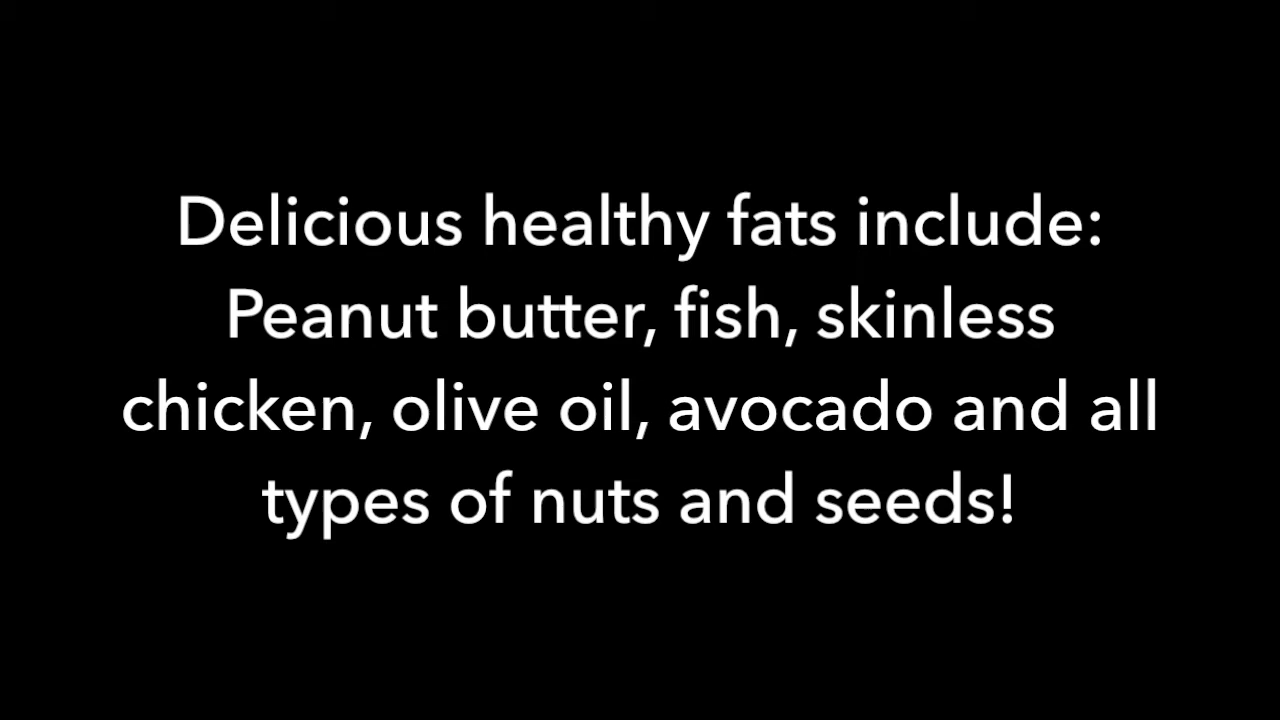 Delicious healthy fats include:
Peanut butter, fish, skinless
chicken, olive oil, avocado and all
types of nuts and seeds!